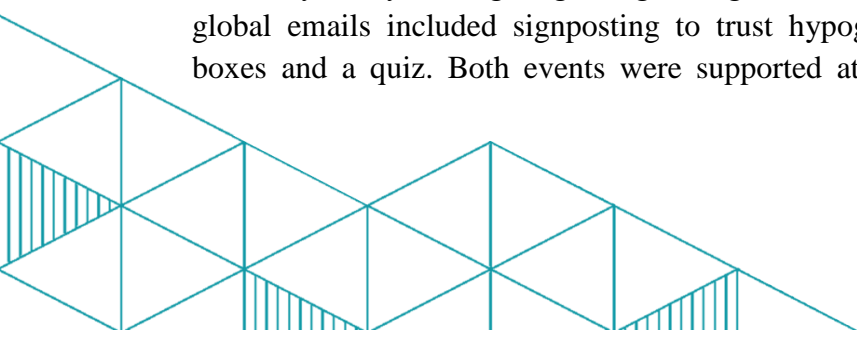 global emails included signposting to trust
boxes and a quiz. Both events were supported at